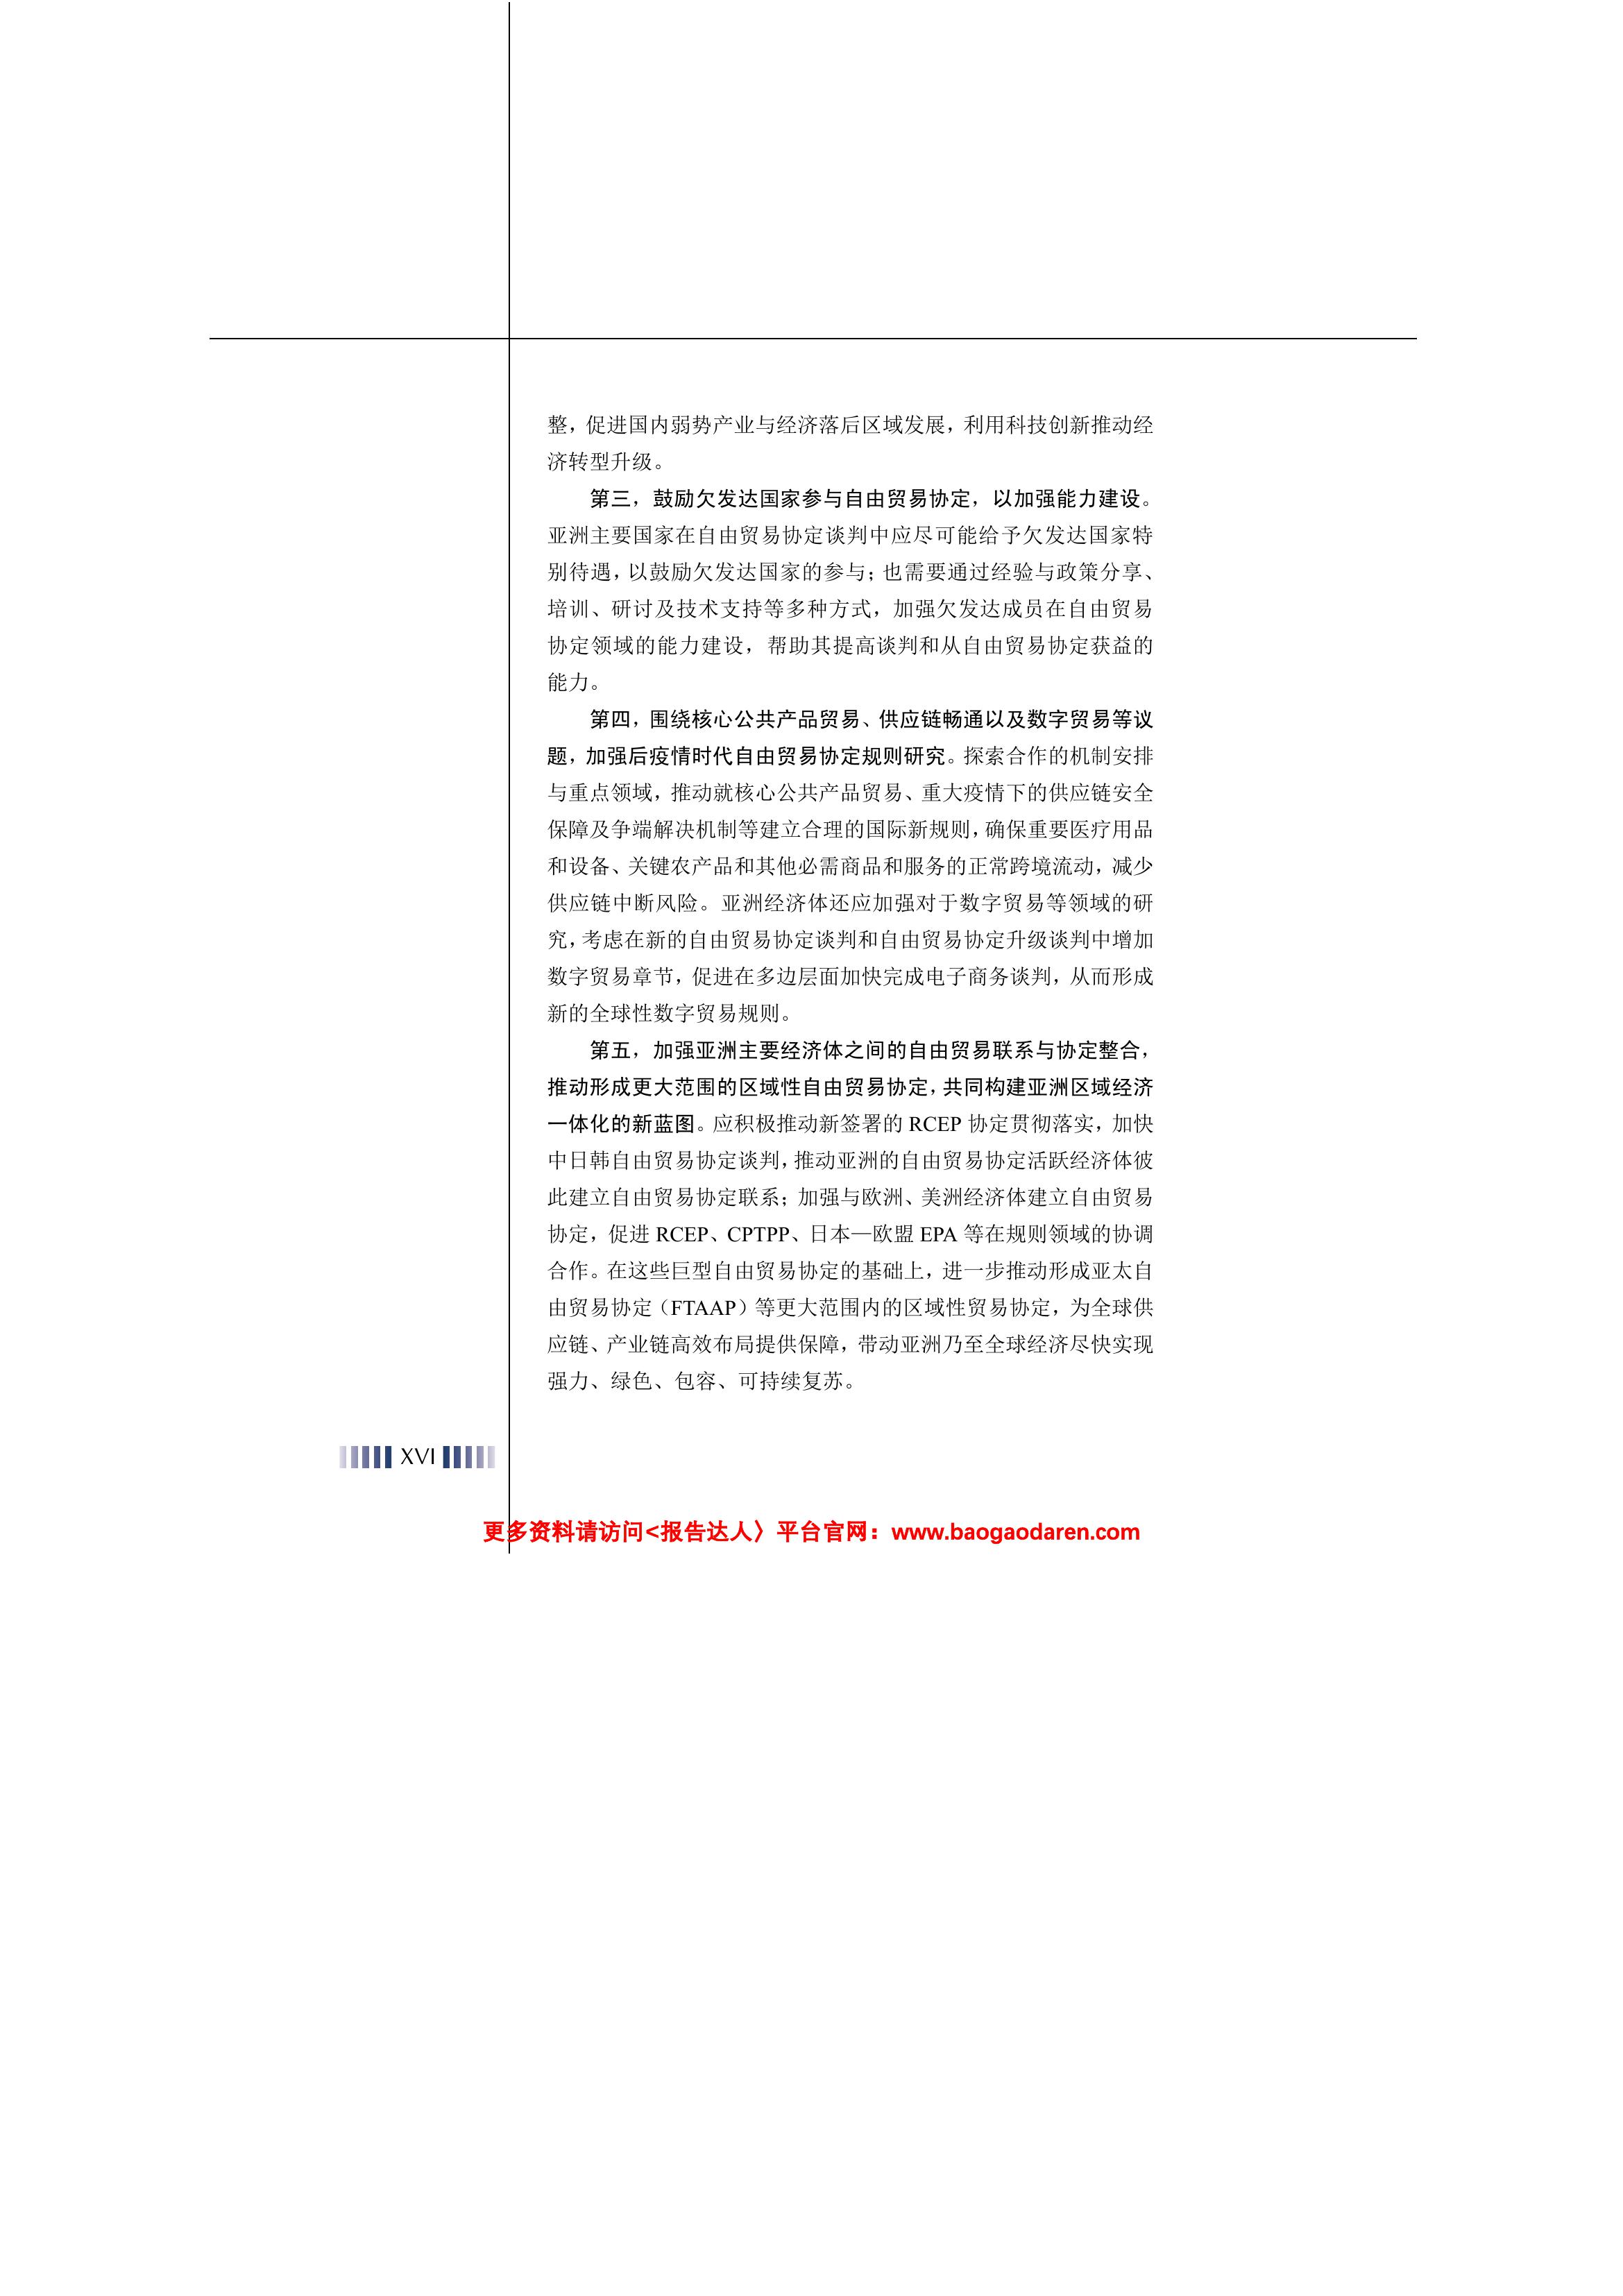 整，促进国内弱势产业与经济落后区域发展，利用科技创新推动经
济转型升级。
第三，鼓励欠发达国家参与自由贸易协定，以加强能力建设。
亚洲主要国家在自由贸易协定谈判中应尽可能给予欠发达国家特
别待遇，以鼓励欠发达国家的参与；也需要通过经验与政策分享、
培训、研讨及技术支持等多种方式，加强欠发达成员在自由贸易
协定领域的能力建设，帮助其提高谈判和从自由贸易协定获益的
能力。
第四，围绕核心公共产品贸易、供应链畅通以及数字贸易等议
题，加强后疫情时代自由贸易协定规则研究。探索合作的机制安排
与重点领域，推动就核心公共产品贸易、重大疫情下的供应链安全
保障及争端解决机制等建立合理的国际新规则，确保重要医疗用品
和设备、关键农产品和其他必需商品和服务的正常跨境流动，减少
供应链中断风险。亚洲经济体还应加强对于数字贸易等领域的研
究，考虑在新的自由贸易协定谈判和自由贸易协定升级谈判中增加
数字贸易章节，促进在多边层面加快完成电子商务谈判，从而形成
新的全球性数字贸易规则。
第五，加强亚洲主要经济体之间的自由贸易联系与协定整合，
推动形成更大范围的区域性自由贸易协定，共同构建亚洲区域经济
一体化的新蓝图。应积极推动新签署的 RCEP 协定贯彻落实，加快
中日韩自由贸易协定谈判，推动亚洲的自由贸易协定活跃经济体彼
此建立自由贸易协定联系；加强与欧洲、美洲经济体建立自由贸易
协定，促进 RCEP、CPTPP、日本—欧盟 EPA 等在规则领域的协调
合作。在这些巨型自由贸易协定的基础上，进一步推动形成亚太自
由贸易协定（FTAAP）等更大范围内的区域性贸易协定，为全球供
应链、产业链高效布局提供保障，带动亚洲乃至全球经济尽快实现
强力、绿色、包容、可持续复苏。
XVI
更多资料请访问<报告达人〉平台官网：www.baogaodaren.com